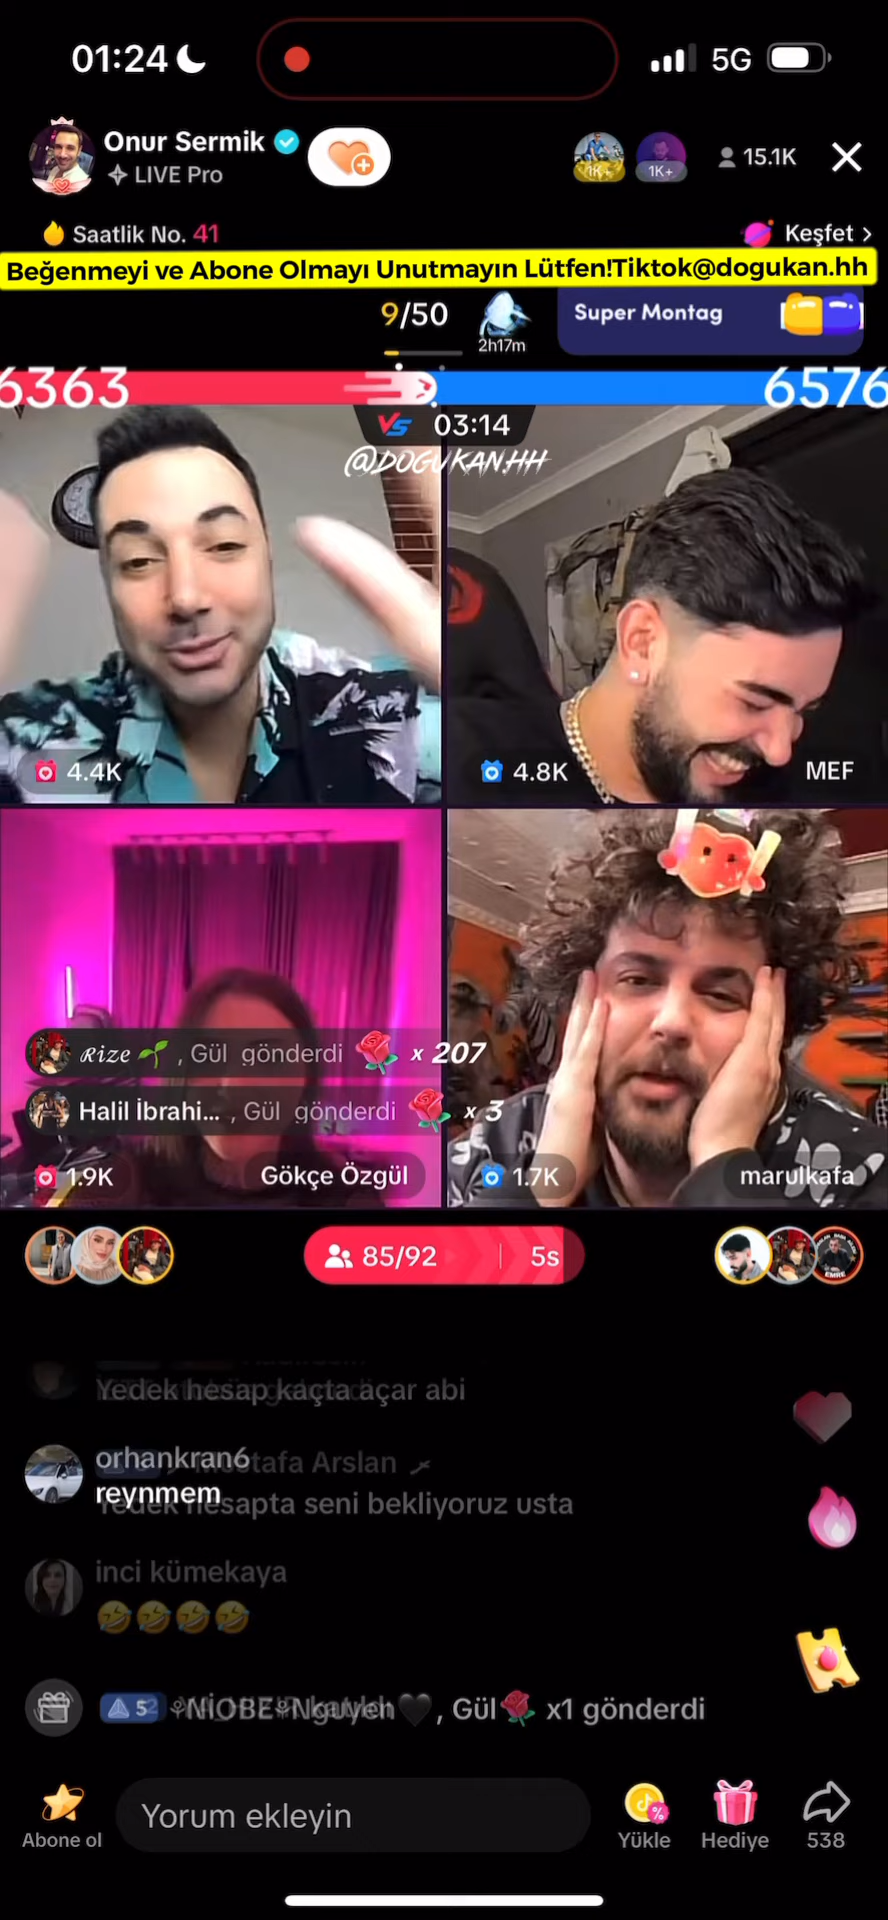 01:24
5G
Onur Sermik
LIVE Pro
1K+
1K+
15.1K
Saatlik No. 41
Keşfet >
Beğenmeyi ve Abone Olmayı Unutmayın Lütfen!Tiktok@dogukan.hh
9/50
2h17m
Super Montag
6363
6576
VS 03:14
@DOGUKAN.HH
4.4K
4.8K
MEF
Rize , Gül gönderdi x 207
Halil İbrahi... , Gül gönderdi x 3
1.9K
Gökçe Özgül
1.7K
marulkafa
85/92
5s
EMRE
Yedek hesap kaçta açar abi
orhankran6
Mustafa Arslan
reynmem
Yedek hesapta seni bekliyoruz usta
inci kümekaya
🤣🤣🤣🤣
, Gül x1 gönderdi
Abone ol
Yorum ekleyin
Yükle
Hediye
538